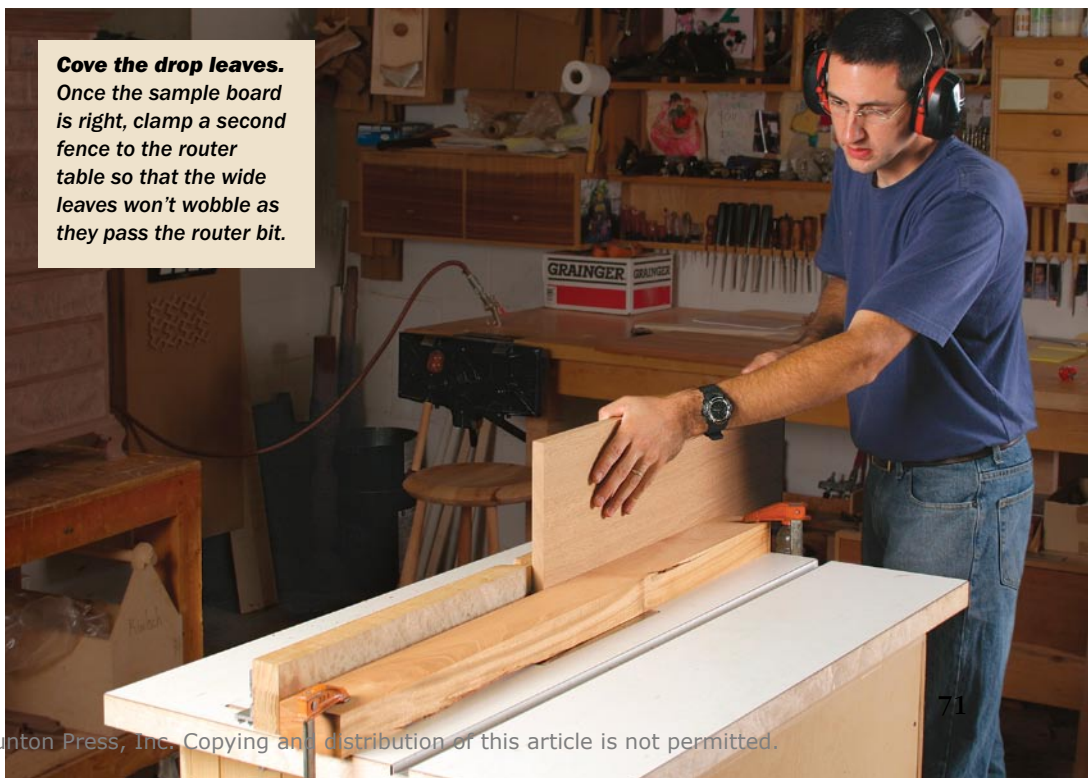 Cove the drop leaves.
Once the sample board
is right, clamp a second
fence to the router
table so that the wide
leaves won't wobble as
they pass the router bit.
GRAINGER GRAINGER
71
Press, Inc. Copying and distribution of this article is not permitted.